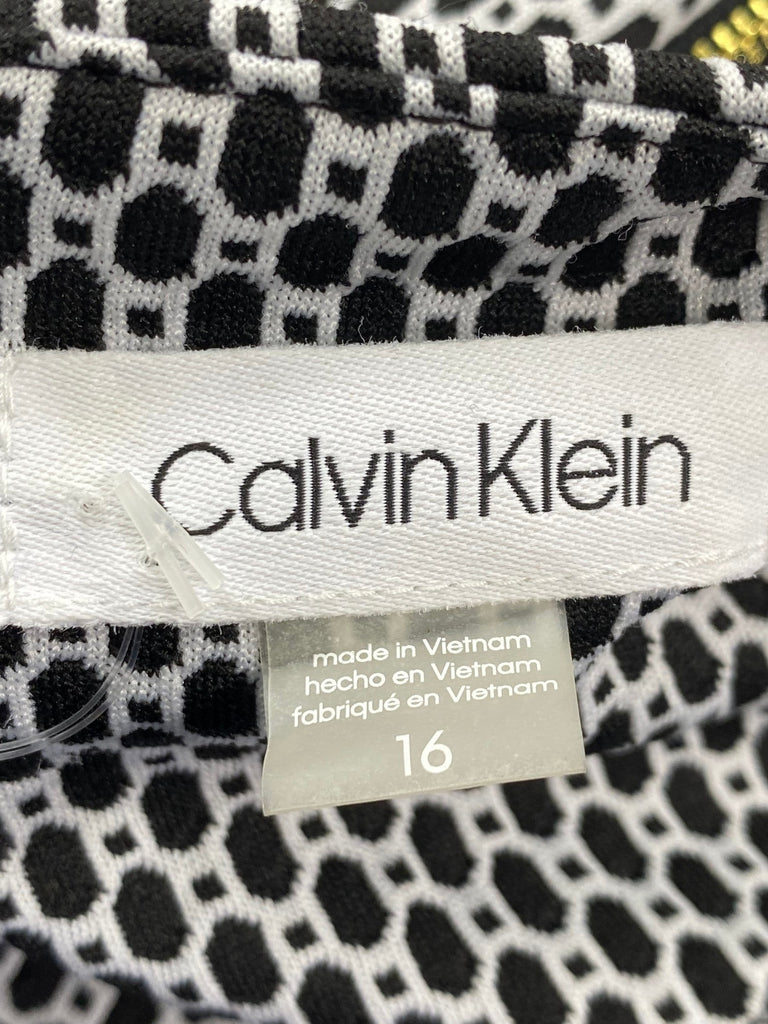 Calvin Klein
made in Vietnam
hecho en Vietnam
fabriqué en Vietnam
16